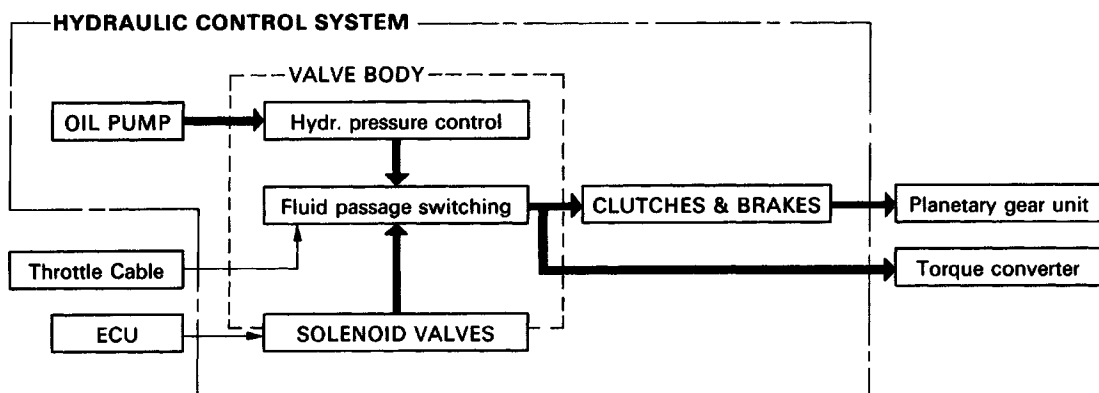 HYDRAULIC CONTROL SYSTEM
VALVE BODY
OIL PUMP
Hydr. pressure control
Fluid passage switching
CLUTCHES & BRAKES
Planetary gear unit
Throttle Cable
Torque converter
ECU
SOLENOID VALVES